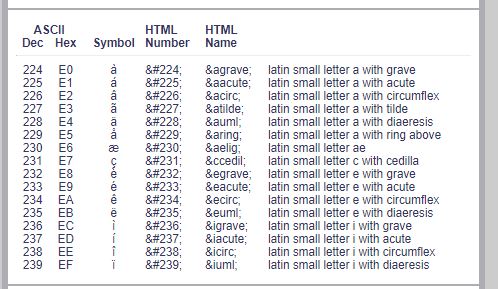 ASCII HTML HTML
Dec Hex Symbol Number Name
224 E0 à &#224; &agrave; latin small letter a with grave
225 E1 á &#225; &aacute; latin small letter a with acute
226 E2 â &#226; &acirc; latin small letter a with circumflex
227 E3 ã &#227; &atilde; latin small letter a with tilde
228 E4 ä &#228; &auml; latin small letter a with diaeresis
229 E5 å &#229; &aring; latin small letter a with ring above
230 E6 æ &#230; &aelig; latin small letter ae
231 E7 ç &#231; &ccedil; latin small letter c with cedilla
232 E8 è &#232; &egrave; latin small letter e with grave
233 E9 é &#233; &eacute; latin small letter e with acute
234 EA ê &#234; &ecirc; latin small letter e with circumflex
235 EB ë &#235; &euml; latin small letter e with diaeresis
236 EC ì &#236; &igrave; latin small letter i with grave
237 ED í &#237; &iacute; latin small letter i with acute
238 EE î &#238; &icirc; latin small letter i with circumflex
239 EF ï &#239; &iuml; latin small letter i with diaeresis